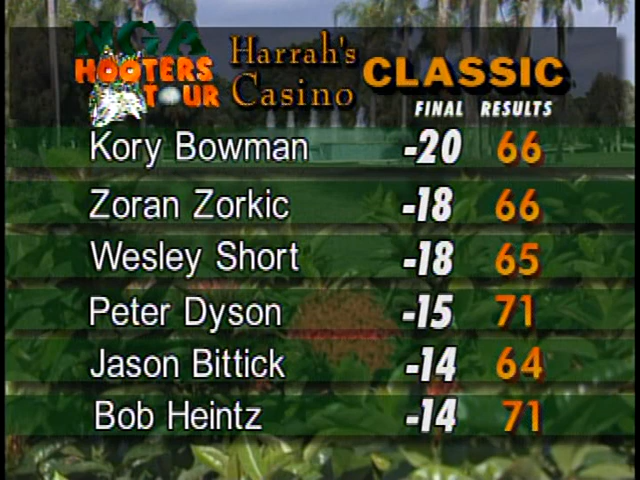 NGA
HOOTERS
TOUR
Harrah's
Casino
CLASSIC
FINAL RESULTS
Kory Bowman -20 66
Zoran Zorkic -18 66
Wesley Short -18 65
Peter Dyson -15 71
Jason Bittick -14 64
Bob Heintz -14 71